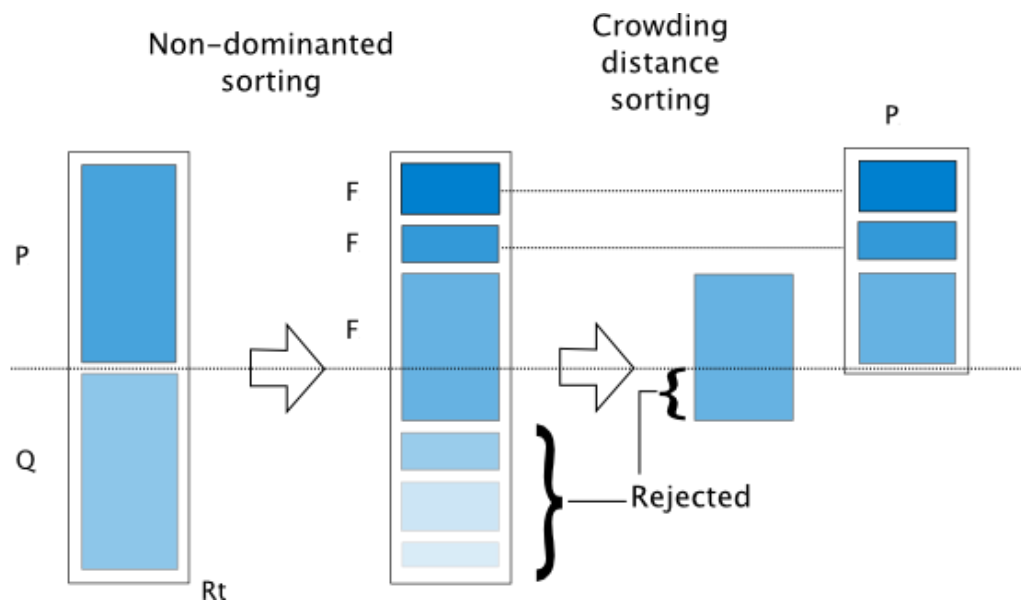 Non-dominanted
sorting
Crowding
distance
sorting
P
F
F
P
F
Q
Rejected
Rt